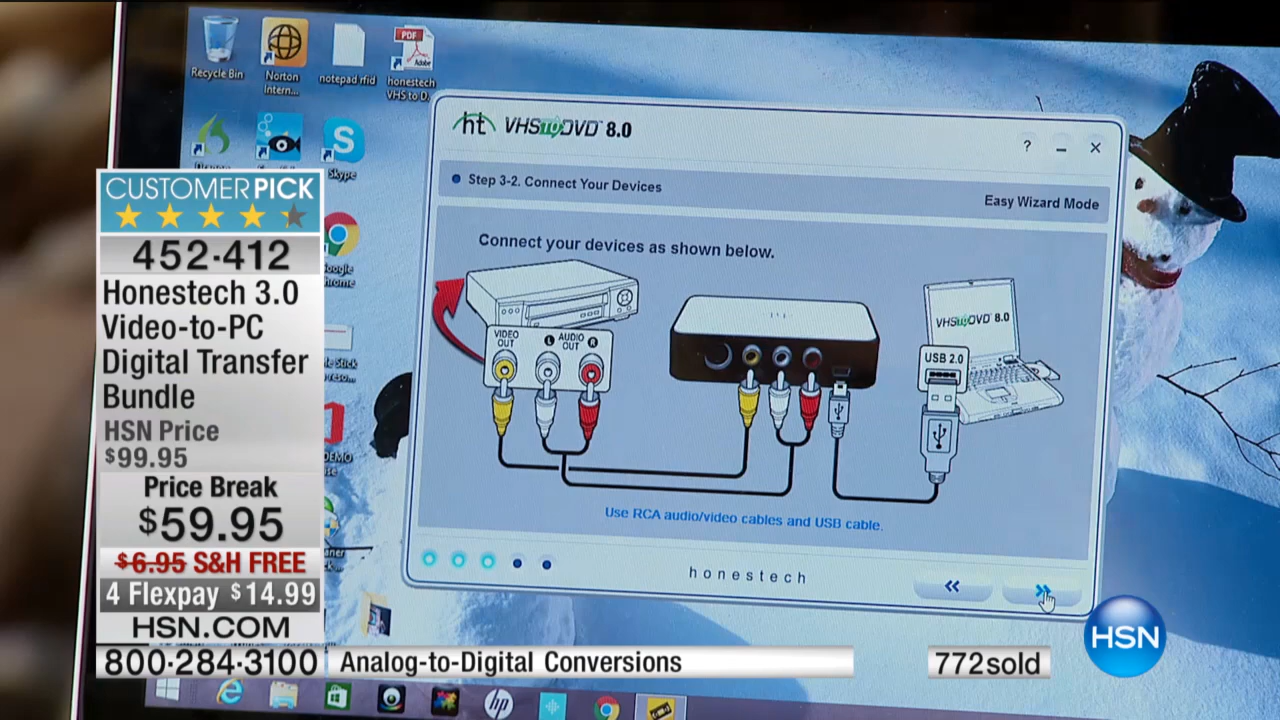 Recycle Bin
Norton
Intern...
notepad rfid
PDF
Adobe
honestech
VHS to D...
Skype
Google
Chrome
ht VHS TO DVD 8.0
? – ×
Step 3-2. Connect Your Devices
Easy Wizard Mode
Connect your devices as shown below.
VIDEO OUT
L AUDIO OUT R
VHS TO DVD 8.0
USB 2.0
Use RCA audio/video cables and USB cable.
honestech
«
»
DEMO
hp
CUSTOMER PICK
452-412
Honestech 3.0
Video-to-PC
Digital Transfer
Bundle
HSN Price
$99.95
Price Break
$59.95
$6.95 S&H FREE
4 Flexpay $14.99
HSN.COM
800-284-3100
Analog-to-Digital Conversions
772sold
HSN